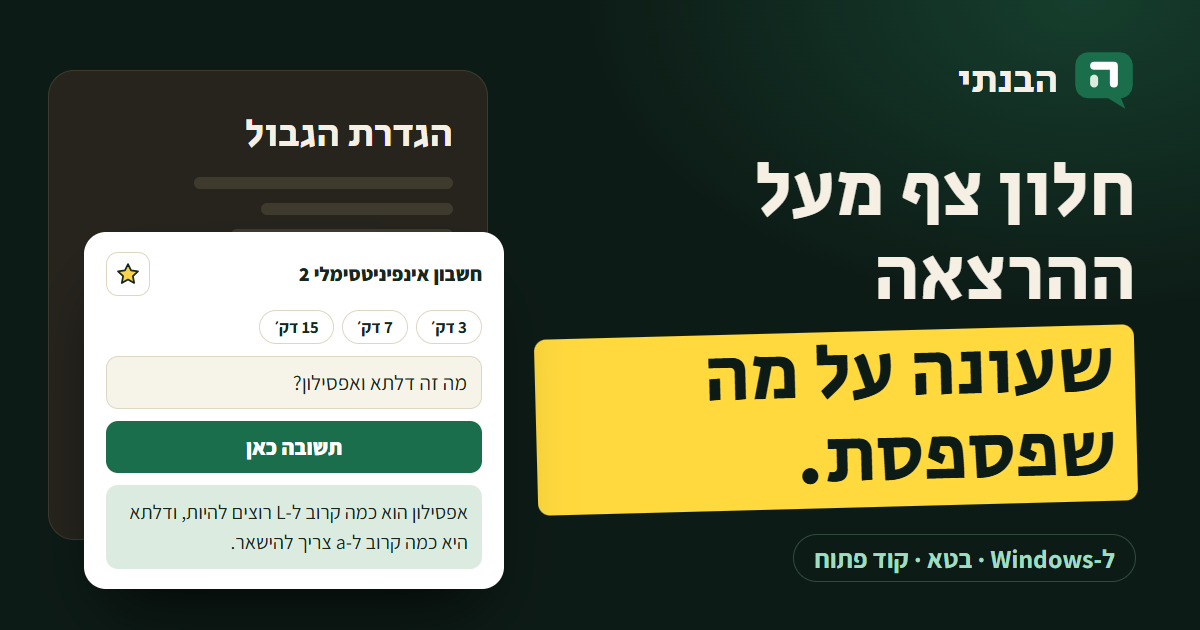 הבנתי
חלון צף מעל
ההרצאה
שעונה על מה
שפספסת.
ל-Windows · בטא · קוד פתוח
הגדרת הגבול
חשבון אינפיניטסימלי 2
3 דק׳
7 דק׳
15 דק׳
מה זה דלתא ואפסילון?
תשובה כאן
אפסילון הוא כמה קרוב ל-L רוצים להיות, ודלתא
היא כמה קרוב ל-a צריך להישאר.